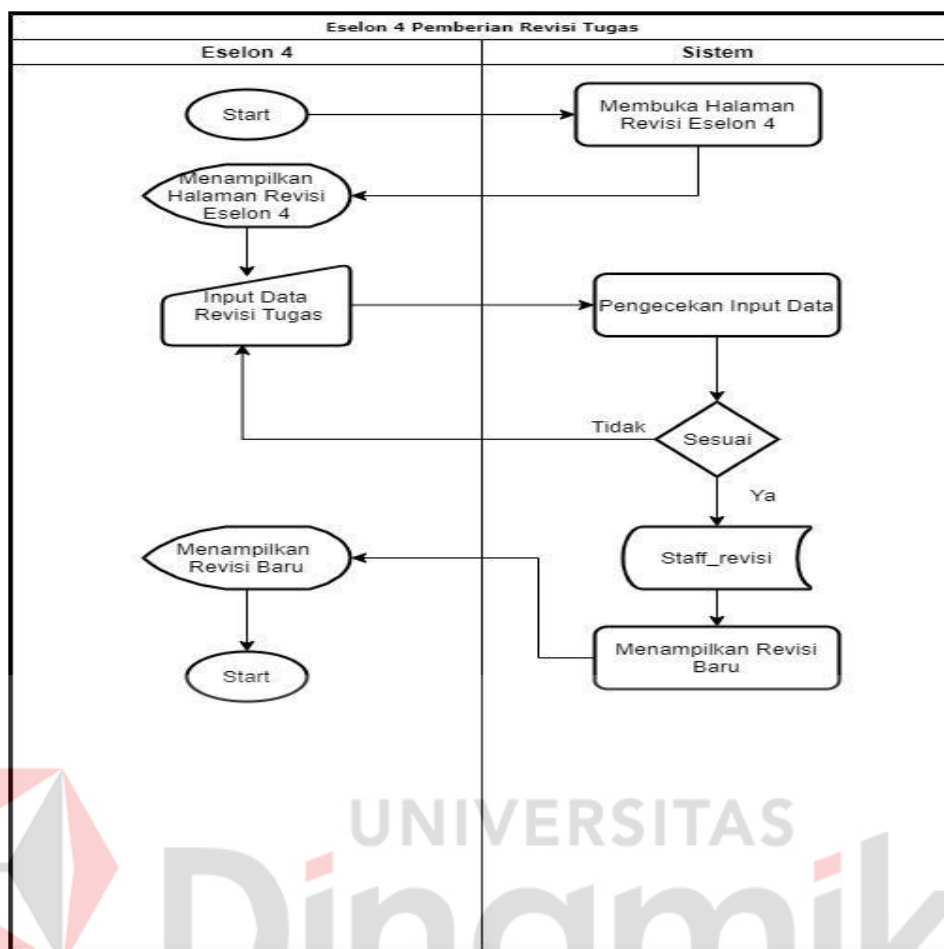 Eselon 4 Pemberian Revisi Tugas
Eselon 4
Sistem
Start
Membuka Halaman
Revisi Eselon 4
Menampilkan
Halaman Revisi
Eselon 4
Input Data
Revisi Tugas
Pengecekan Input Data
Sesuai
Tidak
Ya
Staff_revisi
Menampilkan Revisi
Baru
Menampilkan
Revisi Baru
Start
UNIVERSITAS
Dinamika